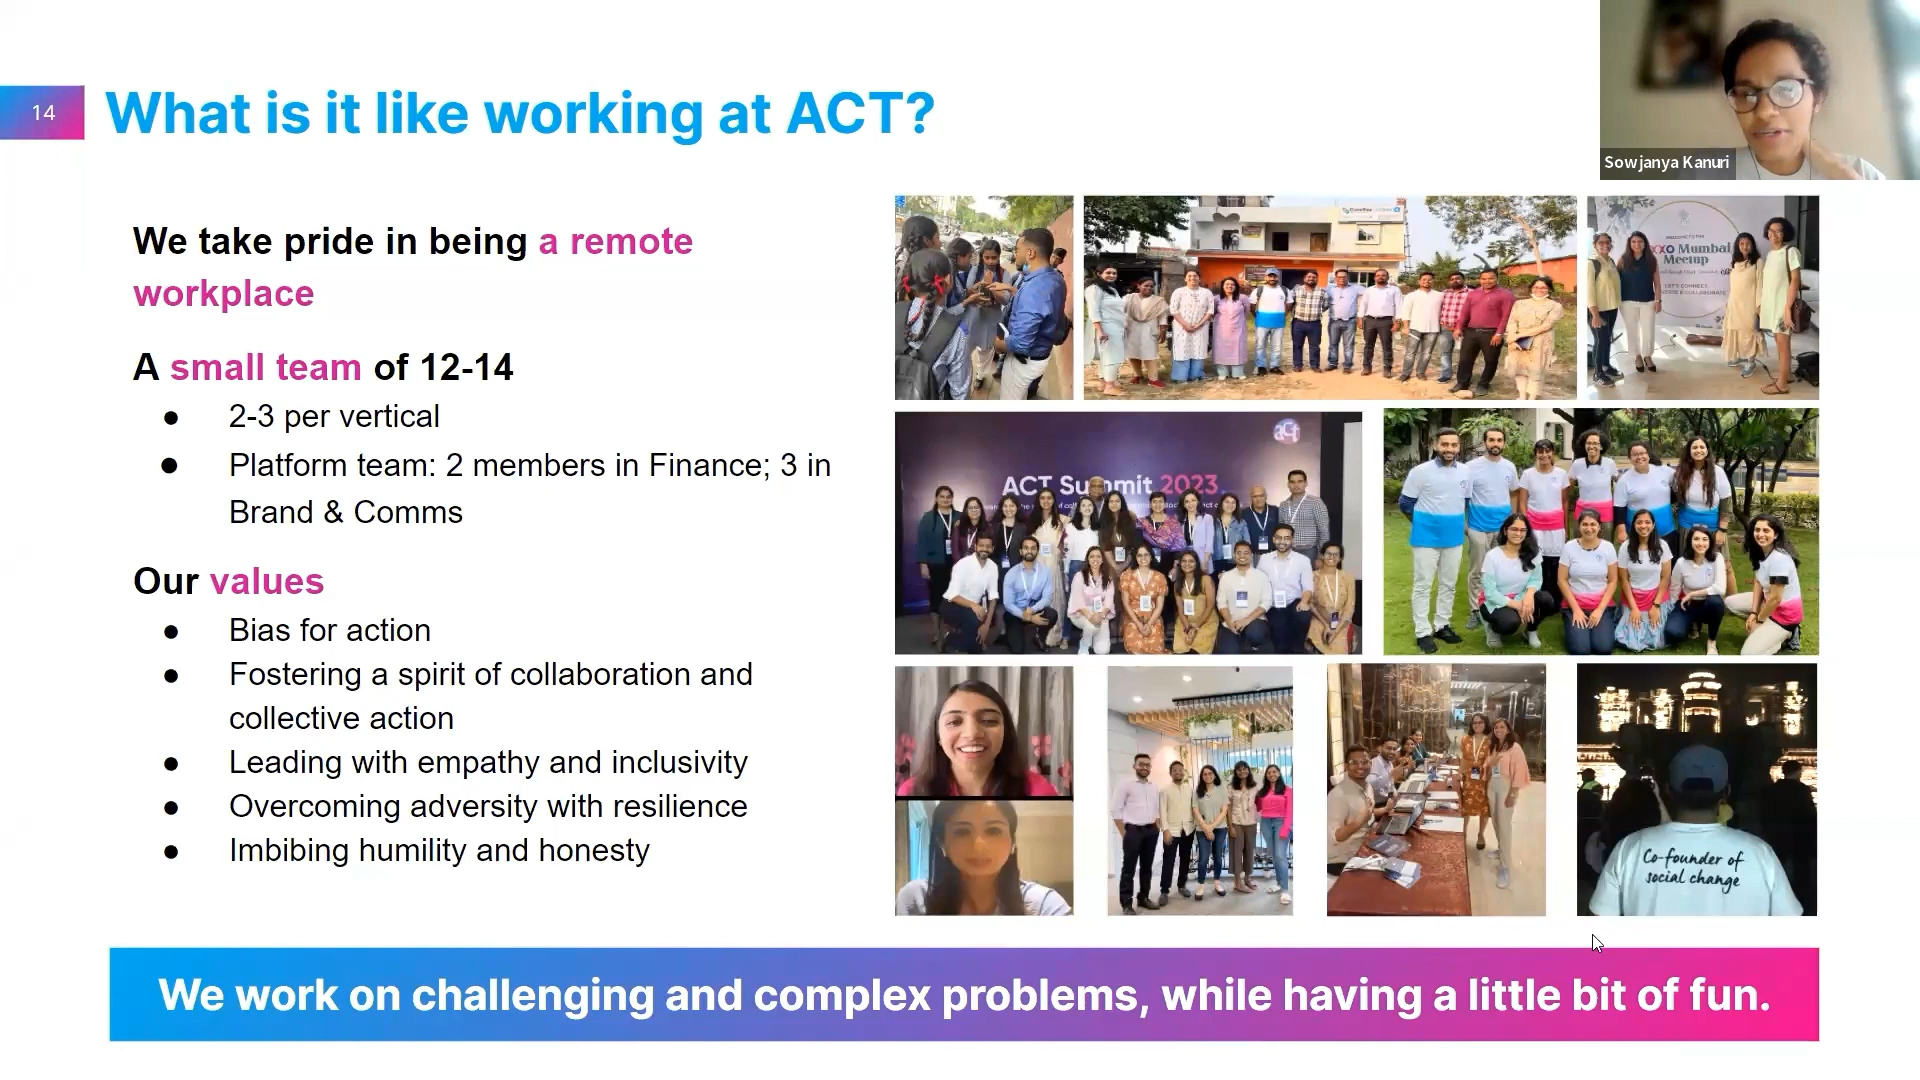 14
What is it like working at ACT?
Sowjanya Kanuri
We take pride in being a remote
workplace
A small team of 12-14
● 2-3 per vertical
● Platform team: 2 members in Finance; 3 in
Brand & Comms
Our values
● Bias for action
● Fostering a spirit of collaboration and
collective action
● Leading with empathy and inclusivity
● Overcoming adversity with resilience
● Imbibing humility and honesty
Mumbai
Meetup
act
ACT Summit 2023
Co-founder of
social change
We work on challenging and complex problems, while having a little bit of fun.